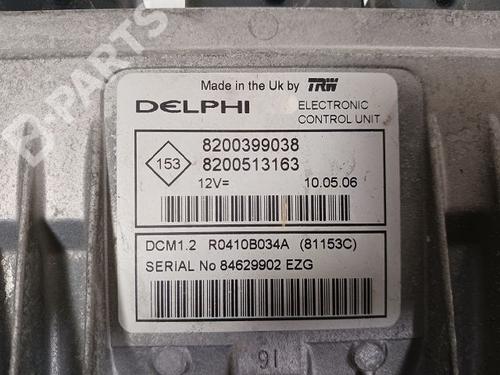 B-PARTS
Made in the Uk by TRW
DELPHI
ELECTRONIC
CONTROL UNIT
153
8200399038
8200513163
12V=
10.05.06
DCM1.2 R0410B034A (81153C)
SERIAL No 84629902 EZG
91